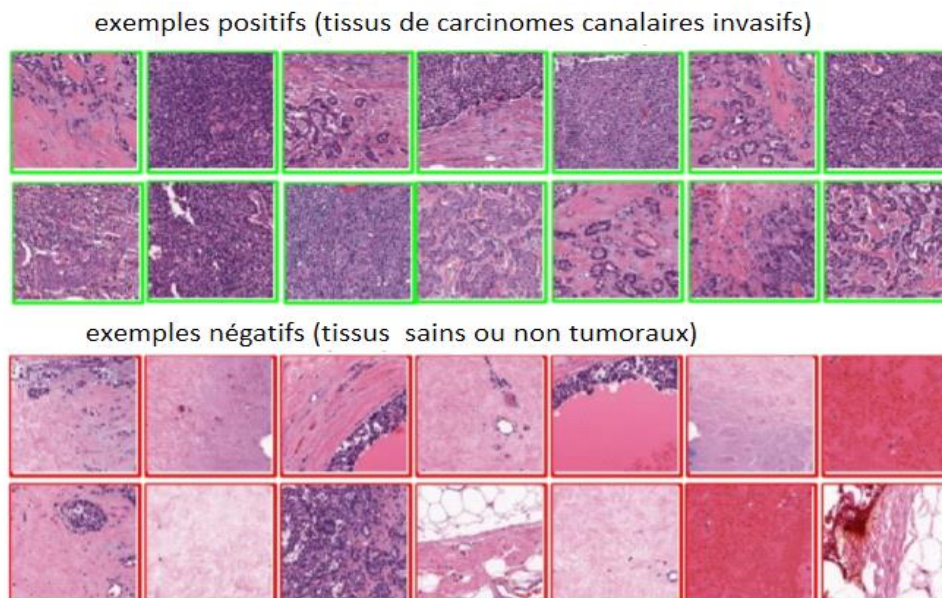 exemples positifs (tissus de carcinomes canalaires invasifs)
exemples négatifs (tissus sains ou non tumoraux)